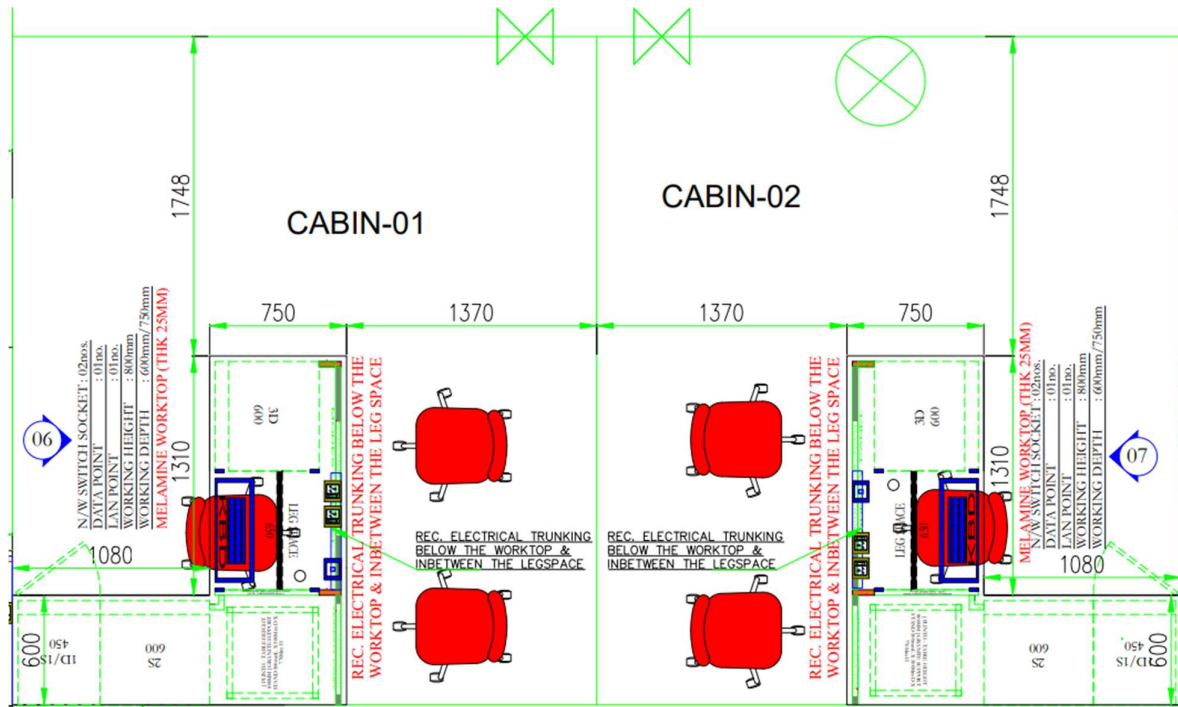 CABIN-01
CABIN-02
1748
1748
750
1370
1370
750
N/W SWITCH SOCKET : 02nos.
DATA POINT : 01no.
LAN POINT : 01no.
WORKING HEIGHT : 800mm
WORKING DEPTH : 600mm/750mm
MELAMINE WORKTOP (THK 25MM)
06
1310
1080
600
1D/1S
450
2S
600
3D
600
650
LEG SPACE
KBD
REC. ELECTRICAL TRUNKING BELOW THE
WORKTOP & INBETWEEN THE LEG SPACE
REC. ELECTRICAL TRUNKING
BELOW THE WORKTOP &
INBETWEEN THE LEGSPACE
REC. ELECTRICAL TRUNKING
BELOW THE WORKTOP &
INBETWEEN THE LEGSPACE
REC. ELECTRICAL TRUNKING BELOW THE
WORKTOP & INBETWEEN THE LEG SPACE
3D
600
LEG SPACE
KBD
MELAMINE WORKTOP (THK 25MM)
N/W SWITCH SOCKET : 02nos.
DATA POINT : 01no.
LAN POINT : 01no.
WORKING HEIGHT : 800mm
WORKING DEPTH : 600mm/750mm
07
1310
1080
2S
600
1D/1S
450
600